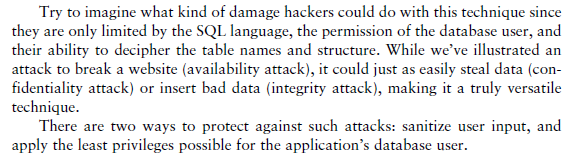 Try to imagine what kind of damage hackers could do with this technique since
they are only limited by the SQL language, the permission of the database user, and
their ability to decipher the table names and structure. While we’ve illustrated an
attack to break a website (availability attack), it could just as easily steal data (con-
fidentiality attack) or insert bad data (integrity attack), making it a truly versatile
technique.
There are two ways to protect against such attacks: sanitize user input, and
apply the least privileges possible for the application’s database user.